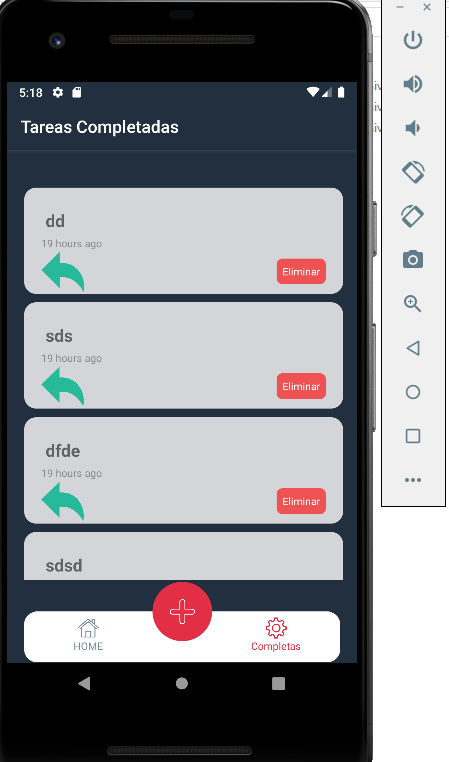 5:18
Tareas Completadas
dd
19 hours ago
Eliminar
sds
19 hours ago
Eliminar
dfde
19 hours ago
Eliminar
sdsd
HOME
Completas